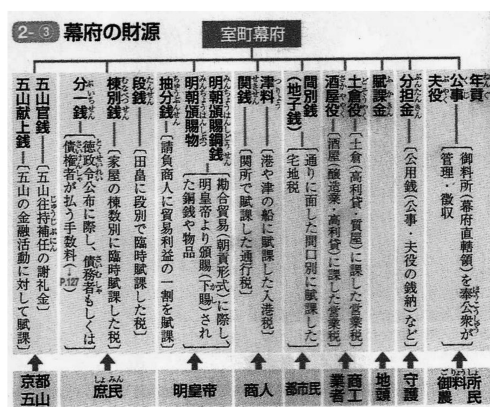 2-③ 幕府の財源
室町幕府
年貢
公事
夫役
御料所(幕府直轄領)を奉公衆が
管理・徴収
分担金
公用銭(公事・夫役の銭納)など
賦課金
土倉役
酒屋役
土倉(高利貸・質屋)に課した営業税
酒屋(醸造業・高利貸)に課した営業税
間別銭
(地子銭)
通りに面した間口別に賦課した
宅地税
津料
関銭
港や津の船に賦課した入港税
関所で賦課した通行税
明朝頒賜銅銭
明朝頒賜物
勘合貿易(朝貢形式)に際し、
明皇帝より頒賜(下賜)され
た銅銭や物品
抽分銭
請負商人に貿易利益の一割を賦課
段銭
田畠に段別で臨時賦課した税
棟別銭
家屋の棟数別に臨時賦課した税
分一銭
徳政令公布に際し、債務者もしくは
債権者が払う手数料(→P.127)
五山官銭
五山住持補任の謝礼金
五山献上銭
五山の金融活動に対して賦課
御料所
農民
守護
地頭
商工
業者
都市民
商人
明皇帝
庶民
京都
五山